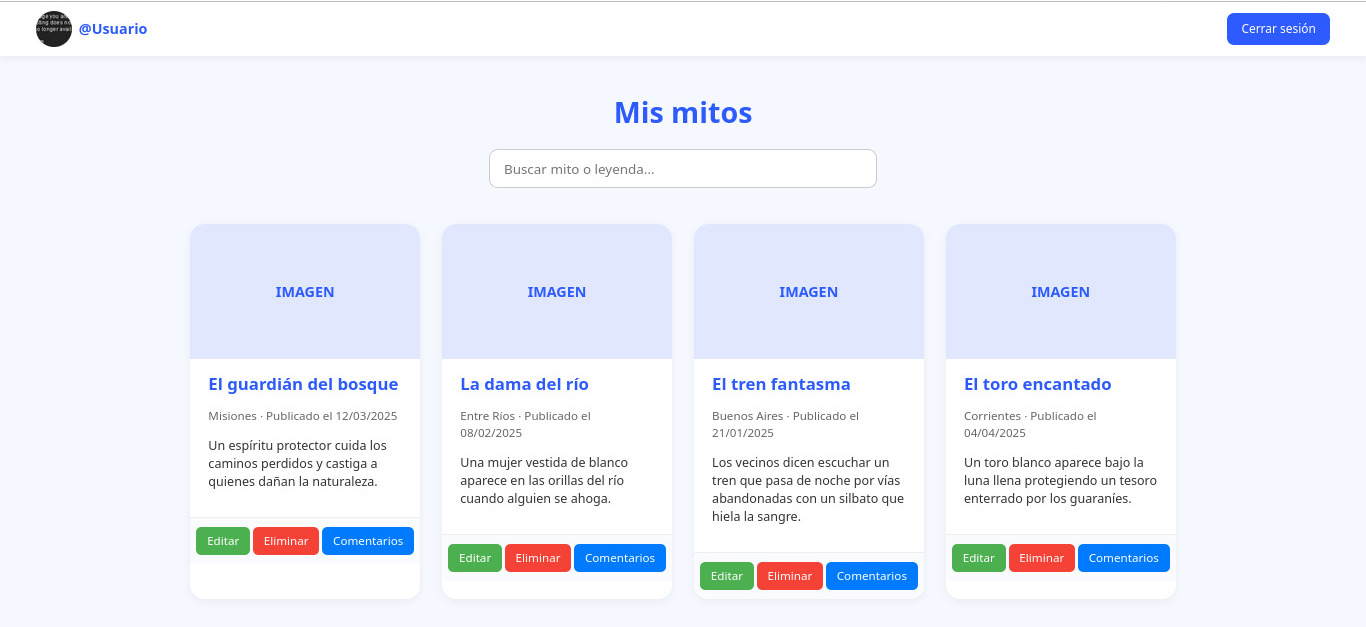 @Usuario
Cerrar sesión
Mis mitos
Buscar mito o leyenda...
IMAGEN
El guardián del bosque
Misiones · Publicado el 12/03/2025
Un espíritu protector cuida los
caminos perdidos y castiga a
quienes dañan la naturaleza.
Editar
Eliminar
Comentarios
IMAGEN
La dama del río
Entre Ríos · Publicado el
08/02/2025
Una mujer vestida de blanco
aparece en las orillas del río
cuando alguien se ahoga.
Editar
Eliminar
Comentarios
IMAGEN
El tren fantasma
Buenos Aires · Publicado el
21/01/2025
Los vecinos dicen escuchar un
tren que pasa de noche por vías
abandonadas con un silbato que
hiela la sangre.
Editar
Eliminar
Comentarios
IMAGEN
El toro encantado
Corrientes · Publicado el
04/04/2025
Un toro blanco aparece bajo la
luna llena protegiendo un tesoro
enterrado por los guaraníes.
Editar
Eliminar
Comentarios